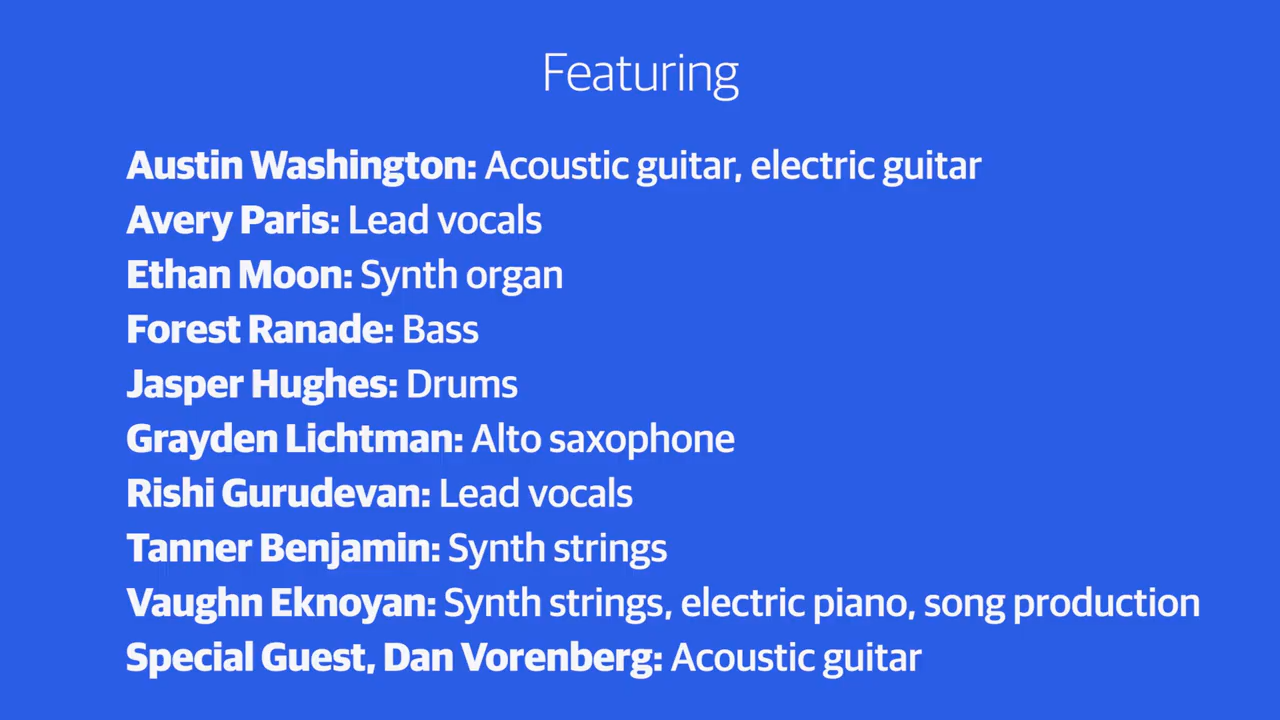 Featuring
Austin Washington: Acoustic guitar, electric guitar
Avery Paris: Lead vocals
Ethan Moon: Synth organ
Forest Ranade: Bass
Jasper Hughes: Drums
Grayden Lichtman: Alto saxophone
Rishi Gurudevan: Lead vocals
Tanner Benjamin: Synth strings
Vaughn Eknoyan: Synth strings, electric piano, song production
Special Guest, Dan Vorenberg: Acoustic guitar